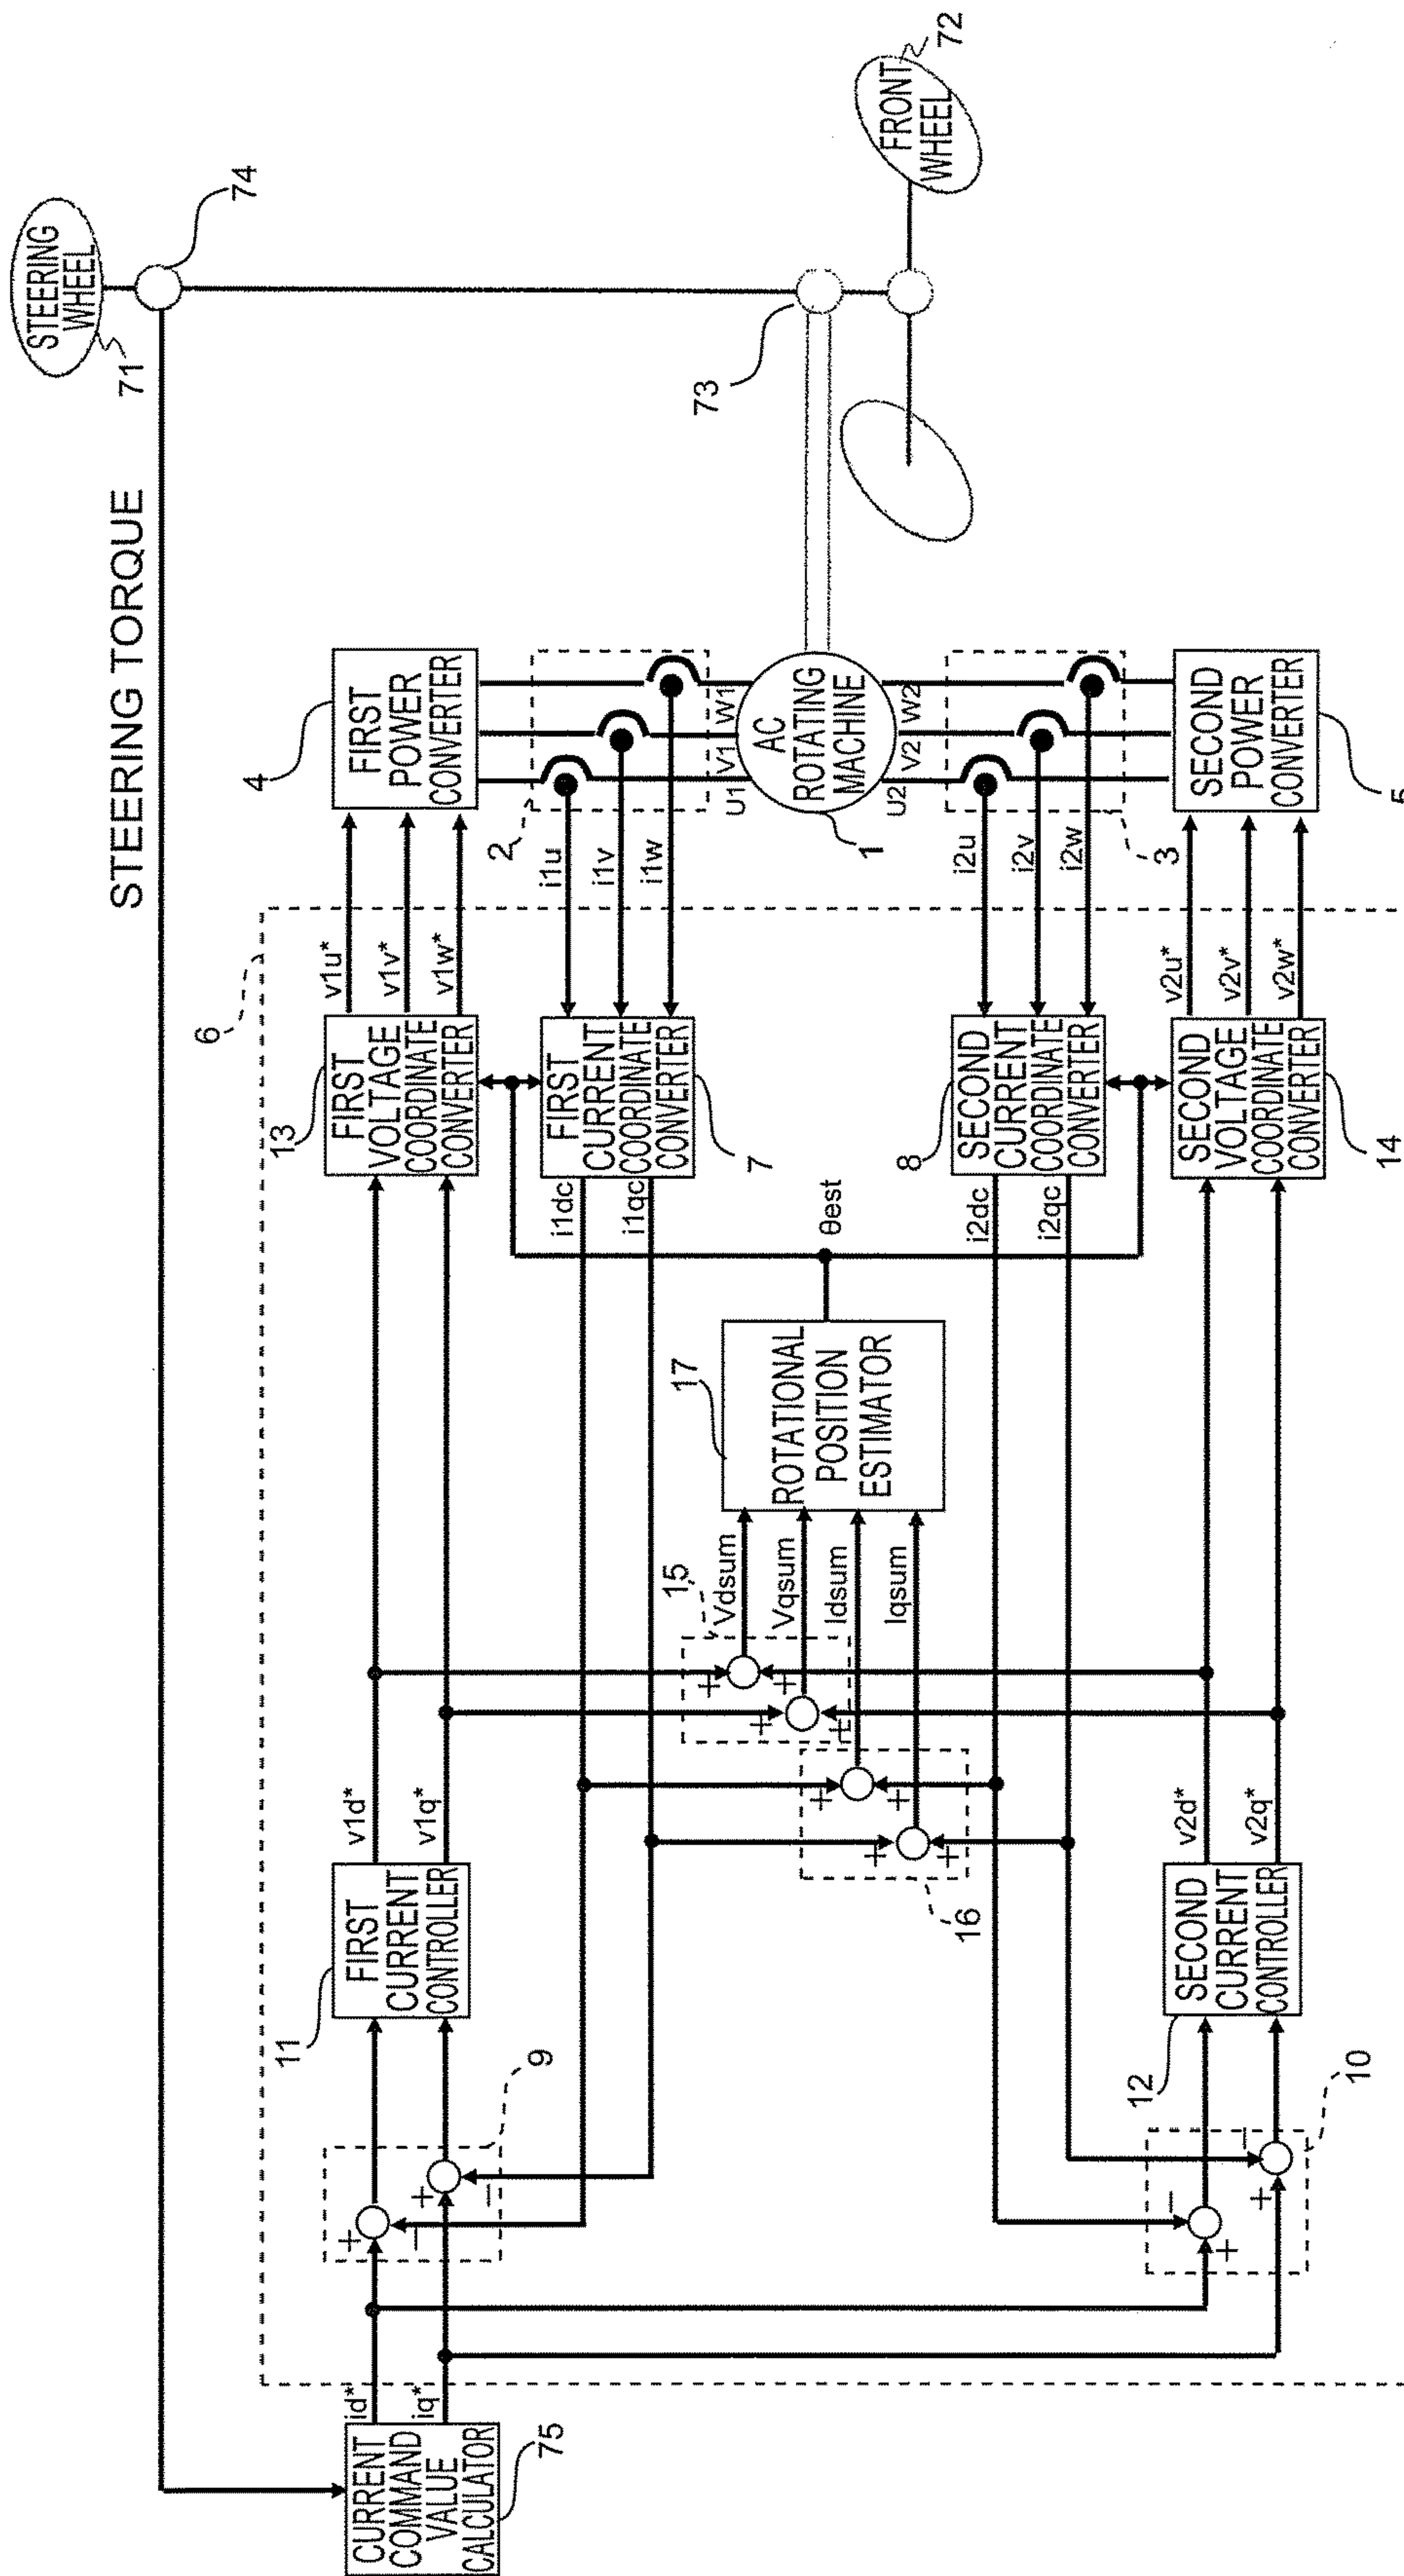 STEERING TORQUE
STEERING
WHEEL
71
74
FRONT
WHEEL
72
73
CURRENT
COMMAND
VALUE
CALCULATOR
75
id*
iq*
6
+
−
+
−
9
11
FIRST
CURRENT
CONTROLLER
v1d*
v1q*
13
FIRST
VOLTAGE
COORDINATE
CONVERTER
v1u*
v1v*
v1w*
4
FIRST
POWER
CONVERTER
FIRST
CURRENT
COORDINATE
CONVERTER
7
i1dc
i1qc
i1u
i1v
i1w
2
U1
V1
W1
AC
ROTATING
MACHINE
1
U2
V2
W2
15
+
+
+
+
Vdsum
Vqsum
Idsum
Iqsum
+
+
+
+
16
17
ROTATIONAL
POSITION
ESTIMATOR
θest
8
SECOND
CURRENT
COORDINATE
CONVERTER
i2dc
i2qc
i2u
i2v
i2w
3
+
−
+
−
10
12
SECOND
CURRENT
CONTROLLER
v2d*
v2q*
SECOND
VOLTAGE
COORDINATE
CONVERTER
14
v2u*
v2v*
v2w*
SECOND
POWER
CONVERTER
5